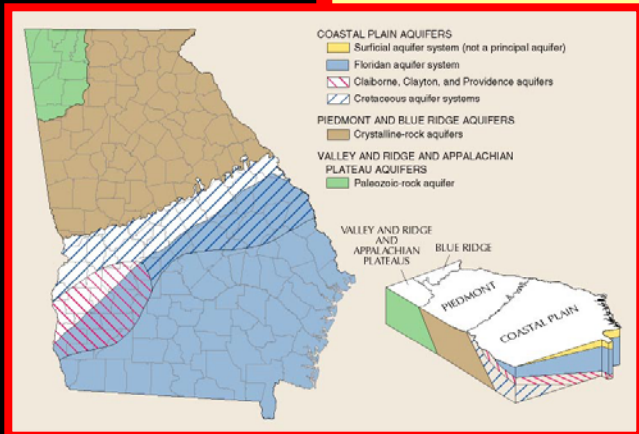 COASTAL PLAIN AQUIFERS
Surficial aquifer system (not a principal aquifer)
Floridan aquifer system
Claiborne, Clayton, and Providence aquifers
Cretaceous aquifer systems
PIEDMONT AND BLUE RIDGE AQUIFERS
Crystalline-rock aquifers
VALLEY AND RIDGE AND APPALACHIAN
PLATEAU AQUIFERS
Paleozoic-rock aquifer
VALLEY AND RIDGE
AND
APPALACHIAN
PLATEAUS
BLUE RIDGE
PIEDMONT
COASTAL PLAIN